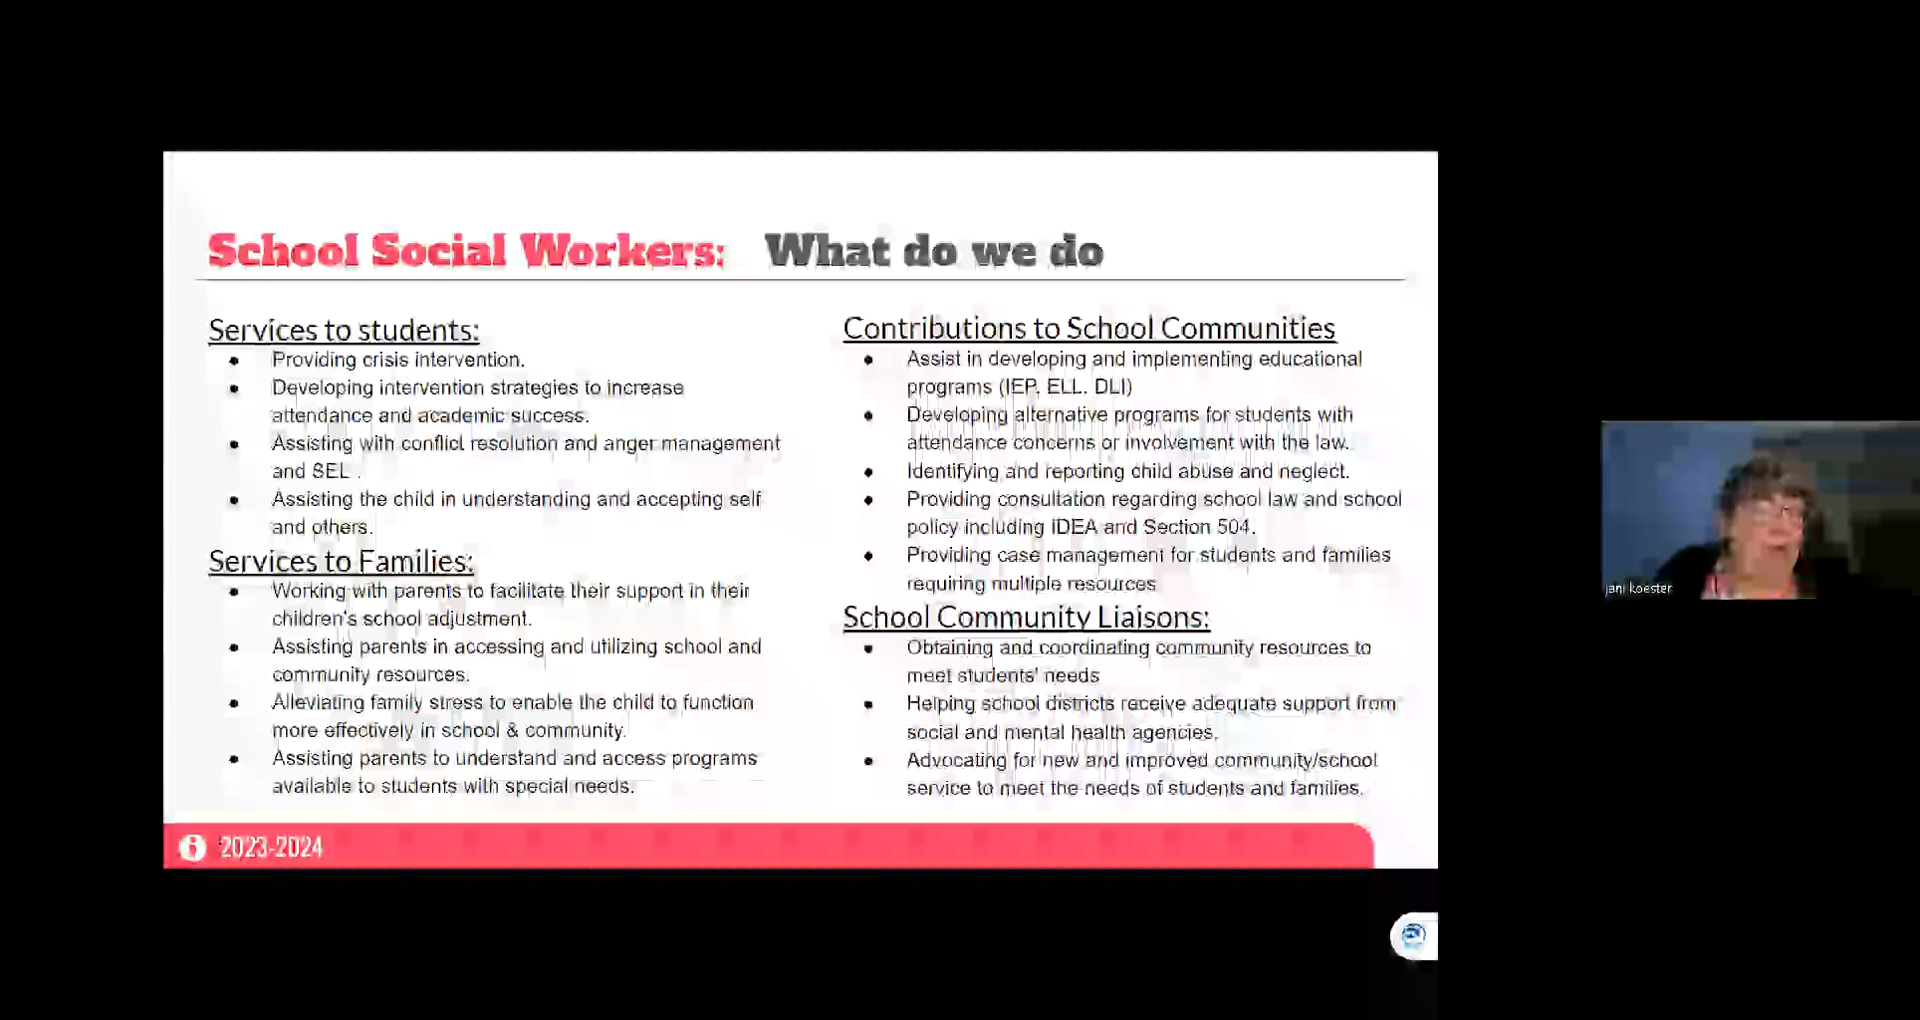 School Social Workers: What do we do
Services to students:
● Providing crisis intervention.
● Developing intervention strategies to increase
attendance and academic success.
● Assisting with conflict resolution and anger management
and SEL .
● Assisting the child in understanding and accepting self
and others.
Services to Families:
● Working with parents to facilitate their support in their
children's school adjustment.
● Assisting parents in accessing and utilizing school and
community resources.
● Alleviating family stress to enable the child to function
more effectively in school & community.
● Assisting parents to understand and access programs
available to students with special needs.
Contributions to School Communities
● Assist in developing and implementing educational
programs (IEP, ELL. DLI)
● Developing alternative programs for students with
attendance concerns or involvement with the law.
● Identifying and reporting child abuse and neglect.
● Providing consultation regarding school law and school
policy including IDEA and Section 504.
● Providing case management for students and families
requiring multiple resources
School Community Liaisons:
● Obtaining and coordinating community resources to
meet students' needs
● Helping school districts receive adequate support from
social and mental health agencies.
● Advocating for new and improved community/school
service to meet the needs of students and families.
2023-2024
jani koester